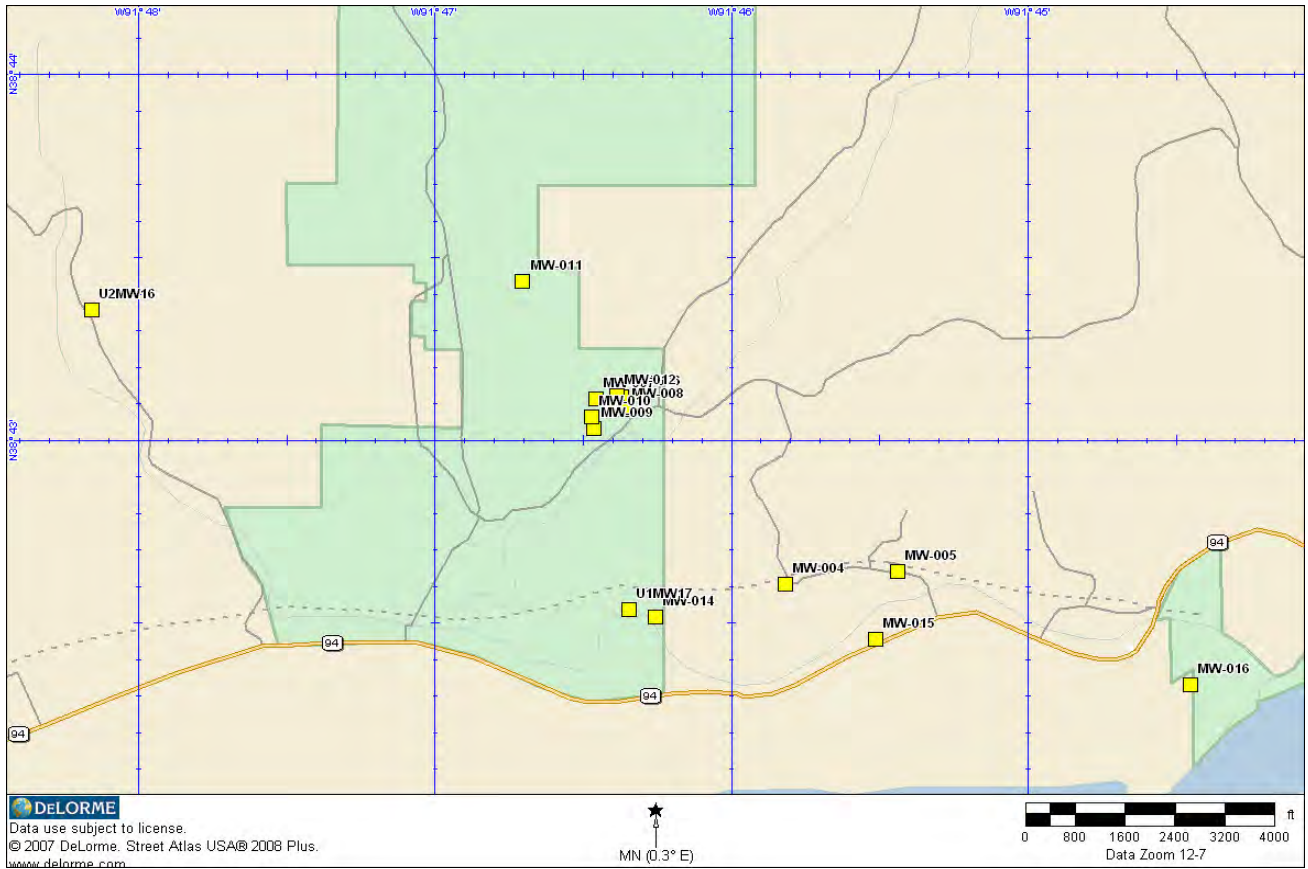 W91° 48'
W91° 47'
W91° 46'
W91° 45'
N38° 44'
MW-011
U2MW16
MW-012
MW-008
MW-010
MW-009
N38° 43'
94
MW-005
MW-004
U1MW17
MW-014
MW-015
94
MW-016
94
94
DELORME
Data use subject to license.
© 2007 DeLorme. Street Atlas USA® 2008 Plus.
www.delorme.com
MN (0.3° E)
ft
0 800 1600 2400 3200 4000
Data Zoom 12-7